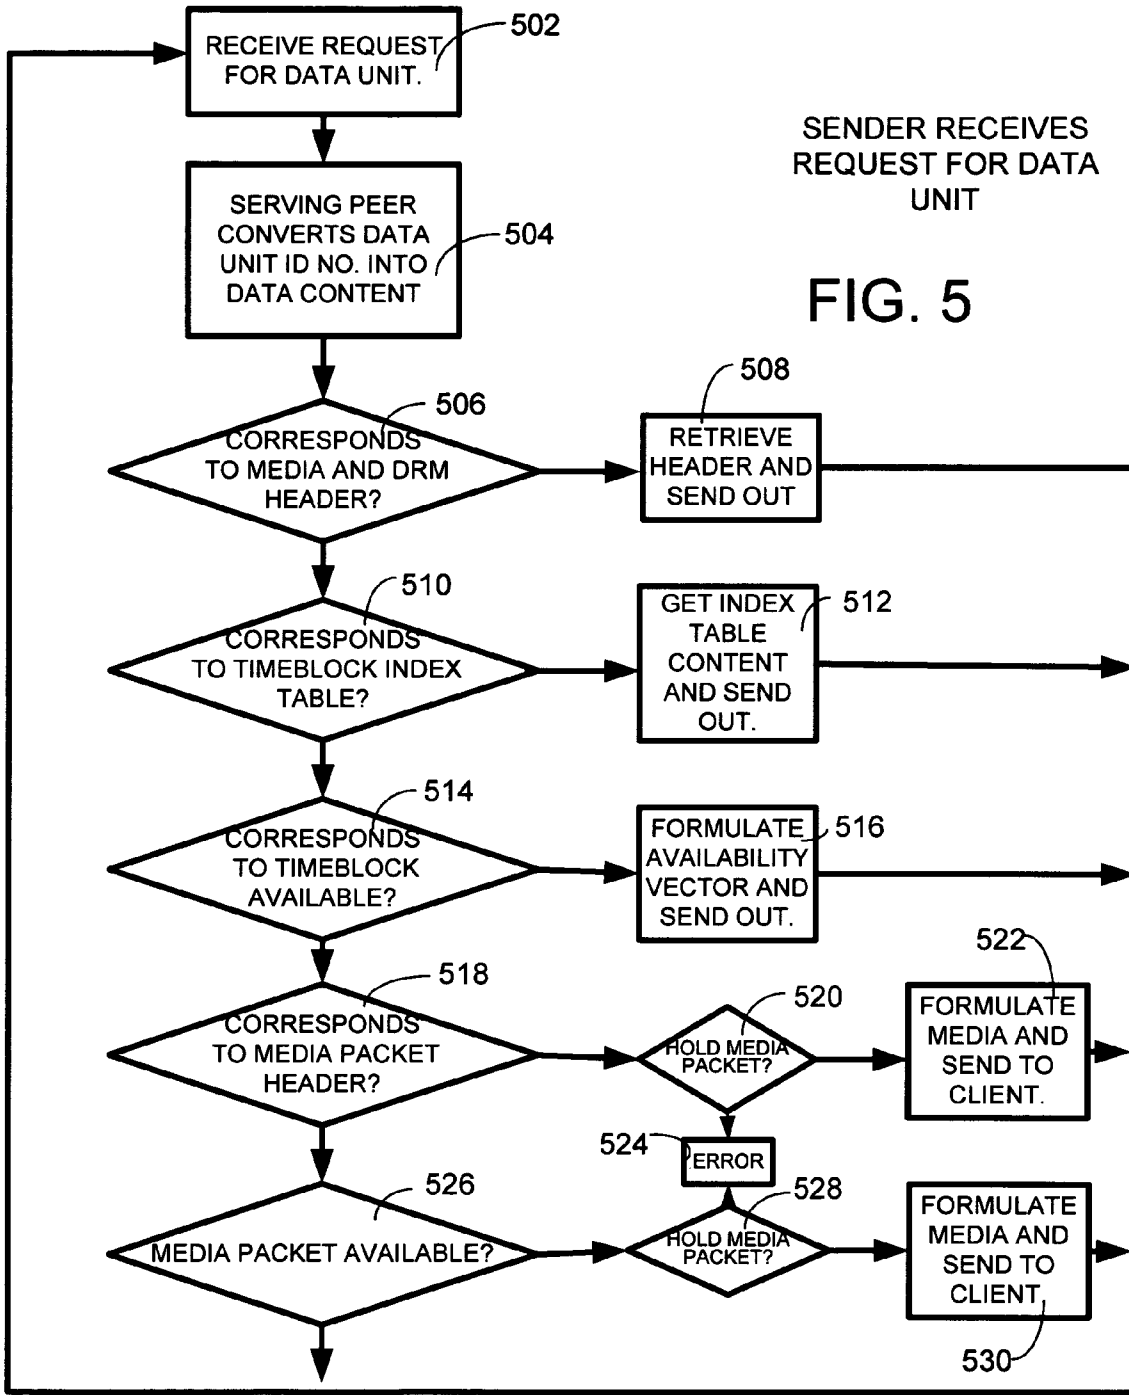 502
RECEIVE REQUEST
FOR DATA UNIT.
SENDER RECEIVES
REQUEST FOR DATA
UNIT
SERVING PEER
CONVERTS DATA
UNIT ID NO. INTO
DATA CONTENT
504
FIG. 5
506
CORRESPONDS
TO MEDIA AND DRM
HEADER?
508
RETRIEVE
HEADER AND
SEND OUT
510
CORRESPONDS
TO TIMEBLOCK INDEX
TABLE?
512
GET INDEX
TABLE
CONTENT
AND SEND
OUT.
514
CORRESPONDS
TO TIMEBLOCK
AVAILABLE?
516
FORMULATE
AVAILABILITY
VECTOR AND
SEND OUT.
518
CORRESPONDS
TO MEDIA PACKET
HEADER?
520
HOLD MEDIA
PACKET?
522
FORMULATE
MEDIA AND
SEND TO
CLIENT.
524
ERROR
526
MEDIA PACKET AVAILABLE?
528
HOLD MEDIA
PACKET?
FORMULATE
MEDIA AND
SEND TO
CLIENT.
530